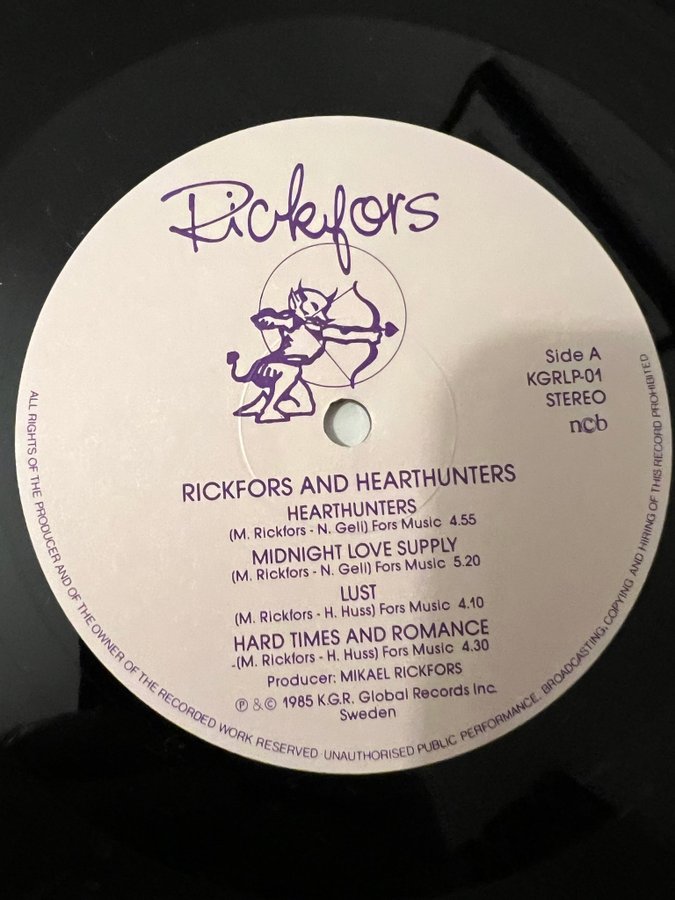 Rickfors
Side A
KGRLP-01
STEREO
ncb
RICKFORS AND HEARTHUNTERS
HEARTHUNTERS
(M. Rickfors - N. Gell) Fors Music 4.55
MIDNIGHT LOVE SUPPLY
(M. Rickfors - N. Gell) Fors Music 5.20
LUST
(M. Rickfors - H. Huss) Fors Music 4.10
HARD TIMES AND ROMANCE
-(M. Rickfors - H. Huss) Fors Music 4.30
Producer: MIKAEL RICKFORS
℗ & © 1985 K.G.R. Global Records Inc.
Sweden
ALL RIGHTS OF THE PRODUCER AND OF THE OWNER OF THE RECORDED WORK RESERVED UNAUTHORISED PUBLIC PERFORMANCE, BROADCASTING, COPYING AND HIRING OF THIS RECORD PROHIBITED